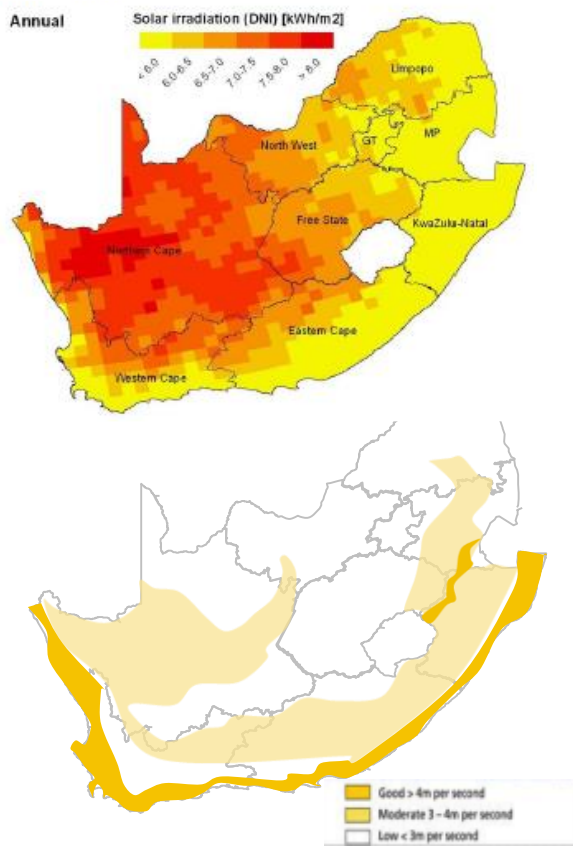 Annual
Solar irradiation (DNI) [kWh/m2]
< 6.0
6.0-6.5
6.5-7.0
7.0-7.5
7.5-8.0
> 8.0
Limpopo
MP
GT
North West
Free State
KwaZulu-Natal
Northern Cape
Eastern Cape
Western Cape
Good > 4m per second
Moderate 3 – 4m per second
Low < 3m per second